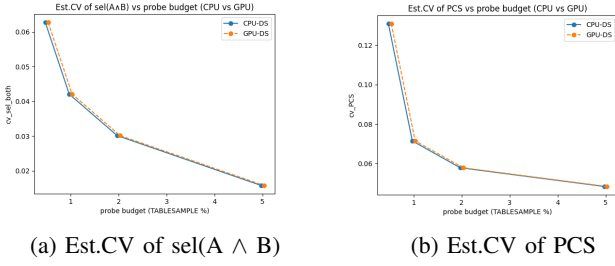 Est.CV of sel(A∧B) vs probe budget (CPU vs GPU)
CPU-DS
GPU-DS
0.06
0.05
0.04
0.03
0.02
cv_sel_both
1
2
3
4
5
probe budget (TABLESAMPLE %)
(a) Est.CV of sel(A ∧ B)
Est.CV of PCS vs probe budget (CPU vs GPU)
CPU-DS
GPU-DS
0.12
0.10
0.08
0.06
cv_PCS
1
2
3
4
5
probe budget (TABLESAMPLE %)
(b) Est.CV of PCS